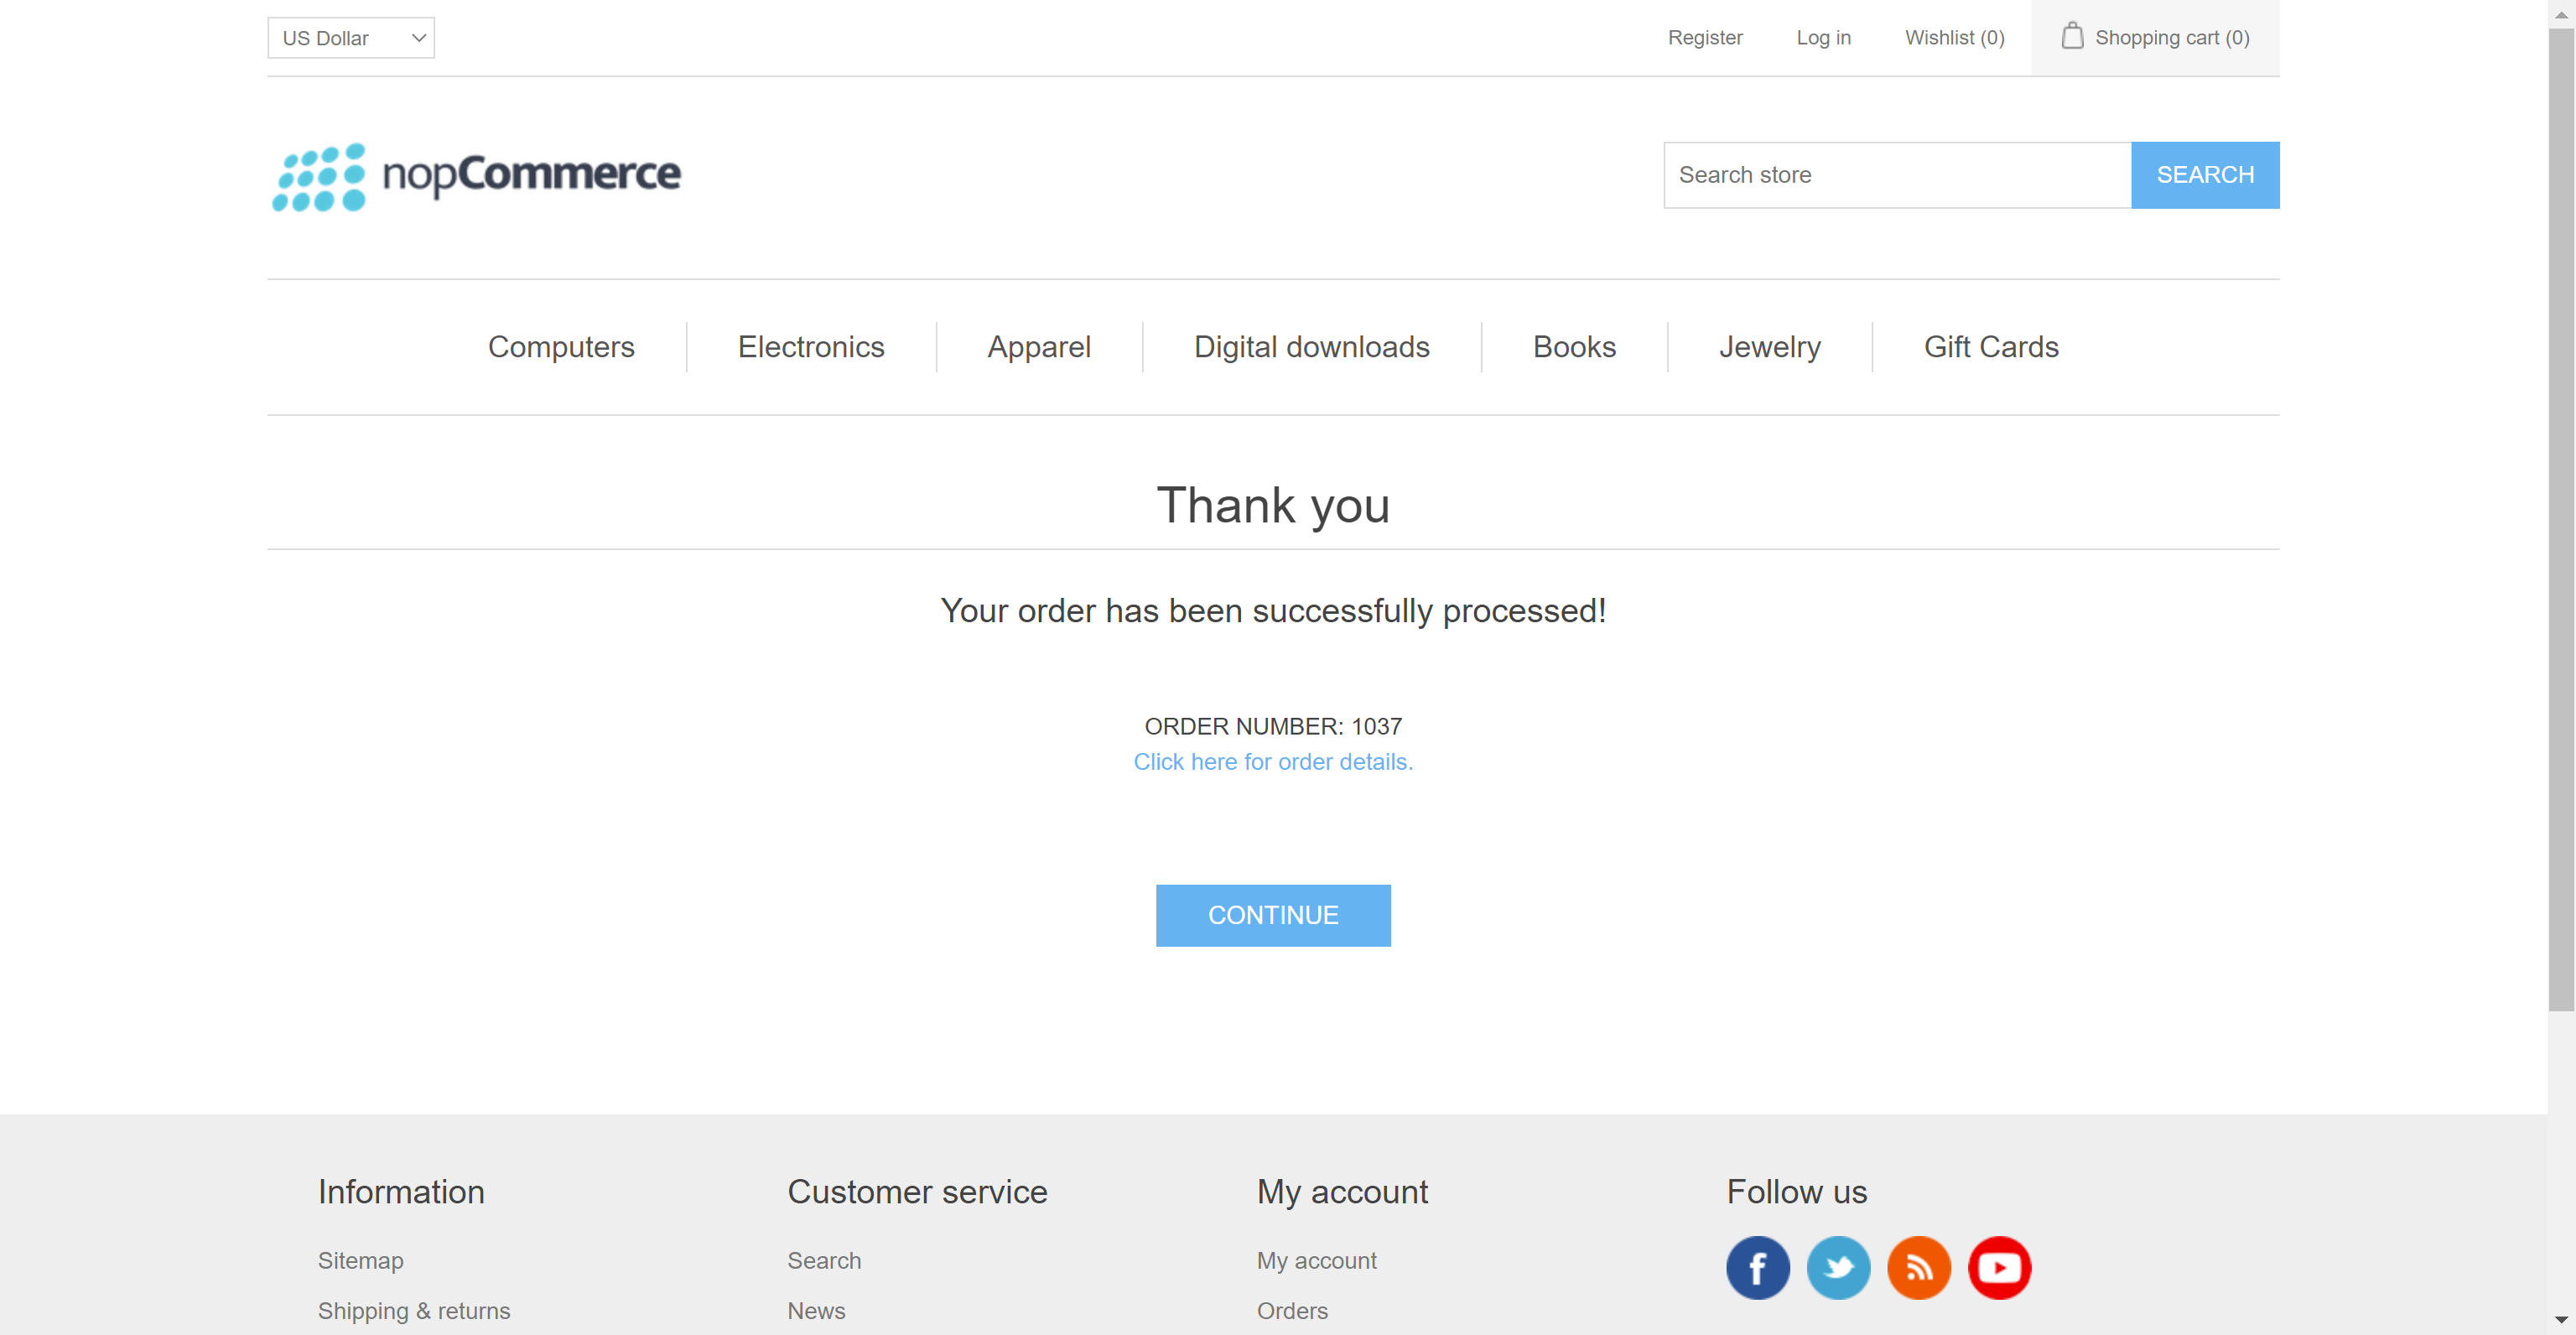 US Dollar
Register
Log in
Wishlist (0)
Shopping cart (0)
nopCommerce
Search store
SEARCH
Computers
Electronics
Apparel
Digital downloads
Books
Jewelry
Gift Cards
Thank you
Your order has been successfully processed!
ORDER NUMBER: 1037
Click here for order details.
CONTINUE
Information
Sitemap
Shipping & returns
Customer service
Search
News
My account
My account
Orders
Follow us